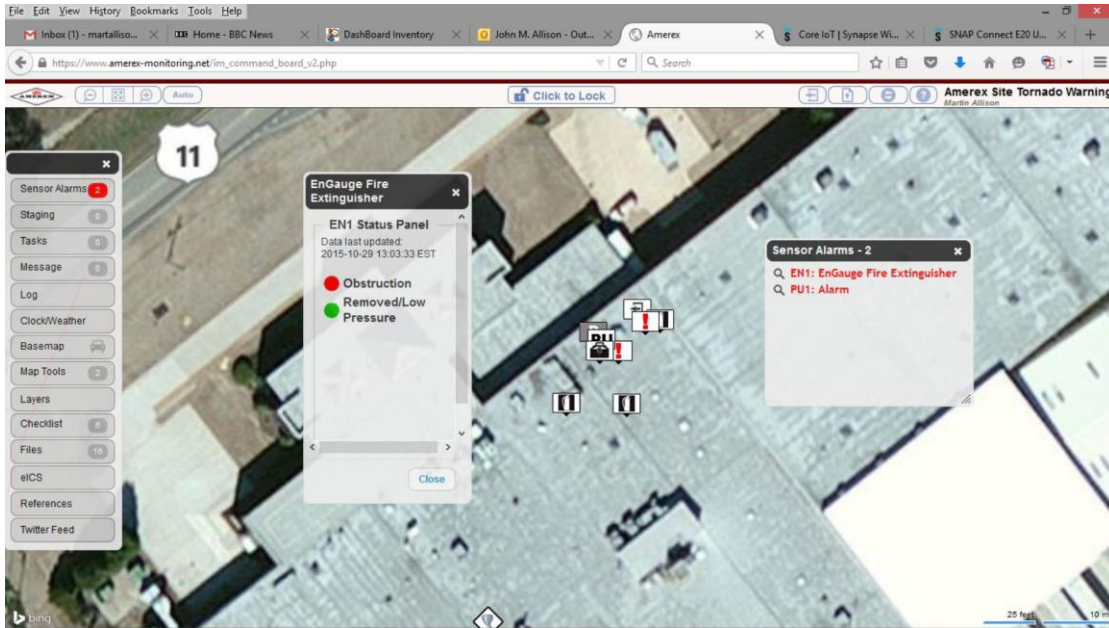 File Edit View History Bookmarks Tools Help
Inbox (1) - martalliso...
Home - BBC News
DashBoard Inventory
John M. Allison - Out...
Amerex
Core IoT | Synapse Wi...
SNAP Connect E20 U...
https://www.amerex-monitoring.net/im_command_board_v2.php
Search
AMEREX
Auto
Click to Lock
Amerex Site Tornado Warning
Martin Allison
11
Sensor Alarms 2
Staging 0
Tasks 0
Message 0
Log
Clock/Weather
Basemap
Map Tools 2
Layers
Checklist
Files
eICS
References
Twitter Feed
EnGauge Fire
Extinguisher
EN1 Status Panel
Data last updated:
2015-10-29 13:03:33 EST
Obstruction
Removed/Low
Pressure
Close
PU
Sensor Alarms - 2
EN1: EnGauge Fire Extinguisher
PU1: Alarm
bing
25 feet
10 m